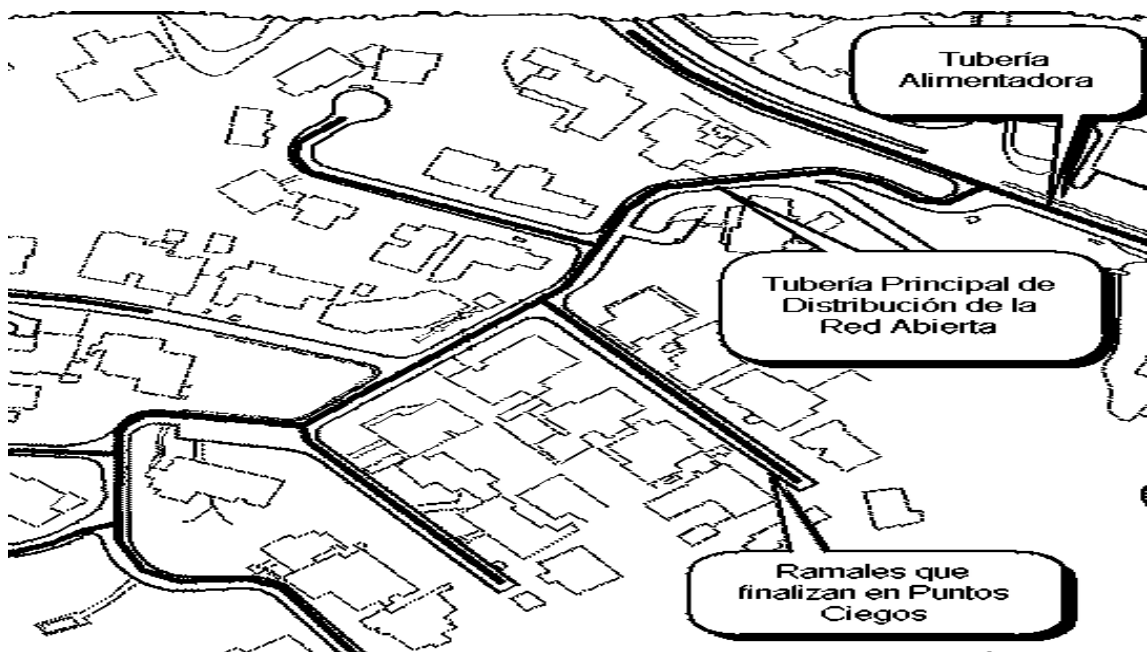 Tubería
Alimentadora
Tubería Principal de
Distribución de la
Red Abierta
Ramales que
finalizan en Puntos
Ciegos